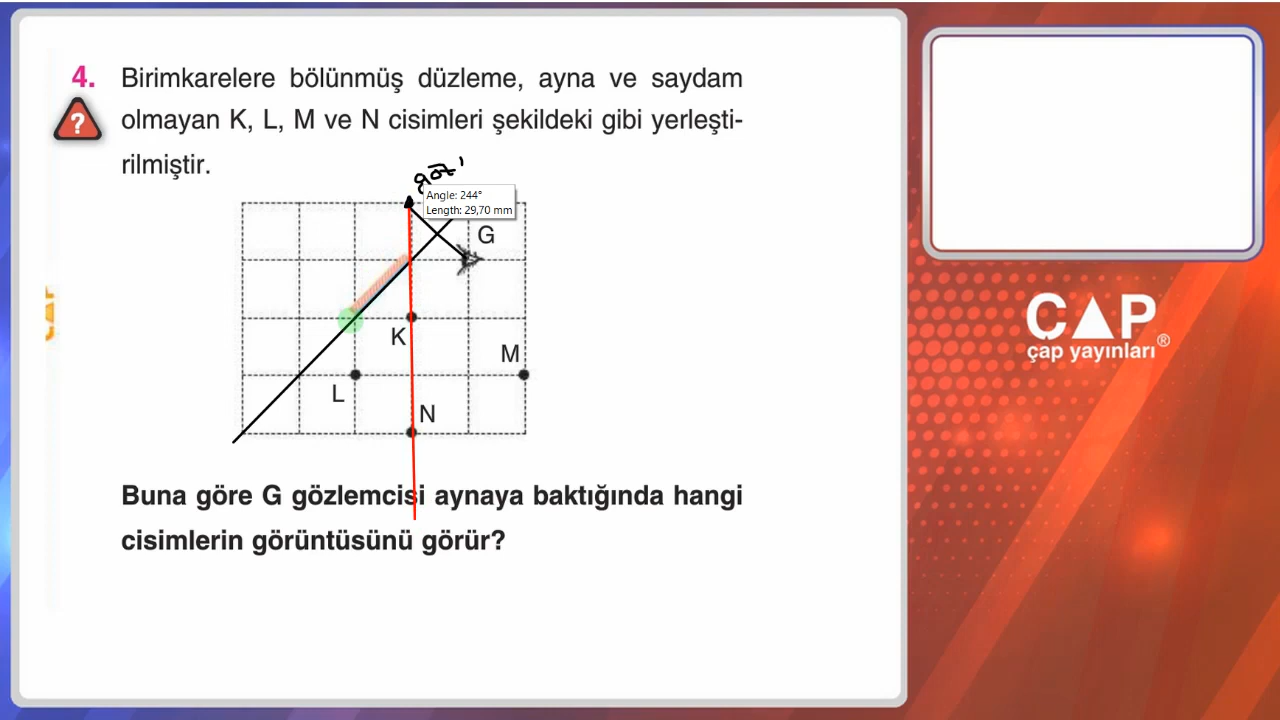 4. Birimkarelere bölünmüş düzleme, ayna ve saydam
olmayan K, L, M ve N cisimleri şekildeki gibi yerleşti-
rilmiştir.
?
göz'
Angle: 244°
Length: 29,70 mm
G
K
M
L
N
Buna göre G gözlemcisi aynaya baktığında hangi
cisimlerin görüntüsünü görür?
ÇAP
çap yayınları®